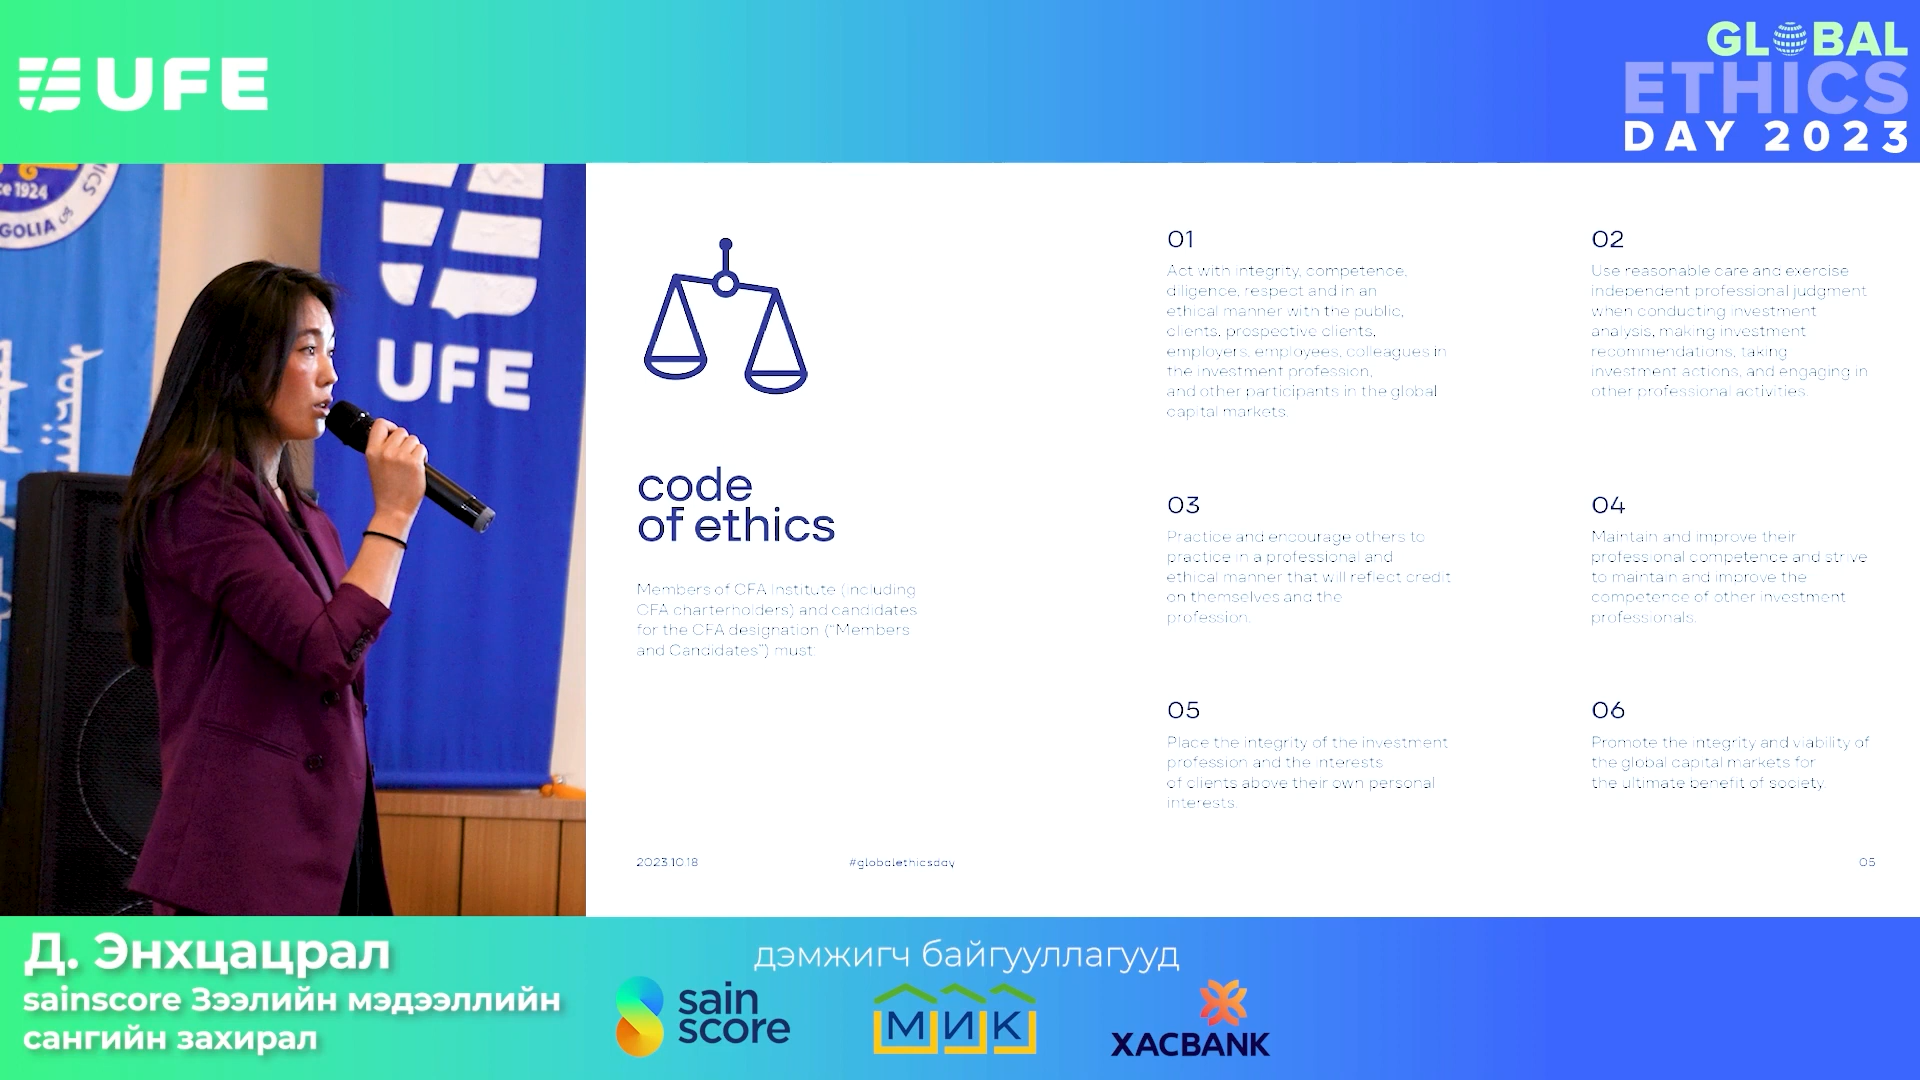 UFE
GLOBAL
ETHICS
DAY 2023
ce 1924
GOLIA
ICS
UFE
code
of ethics
Members of CFA Institute (including
CFA charterholders) and candidates
for the CFA designation (“Members
and Candidates”) must:
01
Act with integrity, competence,
diligence, respect and in an
ethical manner with the public,
clients, prospective clients,
employers, employees, colleagues in
the investment profession,
and other participants in the global
capital markets.
02
Use reasonable care and exercise
independent professional judgment
when conducting investment
analysis, making investment
recommendations, taking
investment actions, and engaging in
other professional activities.
03
Practice and encourage others to
practice in a professional and
ethical manner that will reflect credit
on themselves and the
profession.
04
Maintain and improve their
professional competence and strive
to maintain and improve the
competence of other investment
professionals.
05
Place the integrity of the investment
profession and the interests
of clients above their own personal
interests.
06
Promote the integrity and viability of
the global capital markets for
the ultimate benefit of society.
2023.10.18
#globalethicsday
05
Д. Энхцацрал
sainscore Зээлийн мэдээллийн
сангийн захирал
дэмжигч байгууллагууд
sain
score
МИК
XACBANK